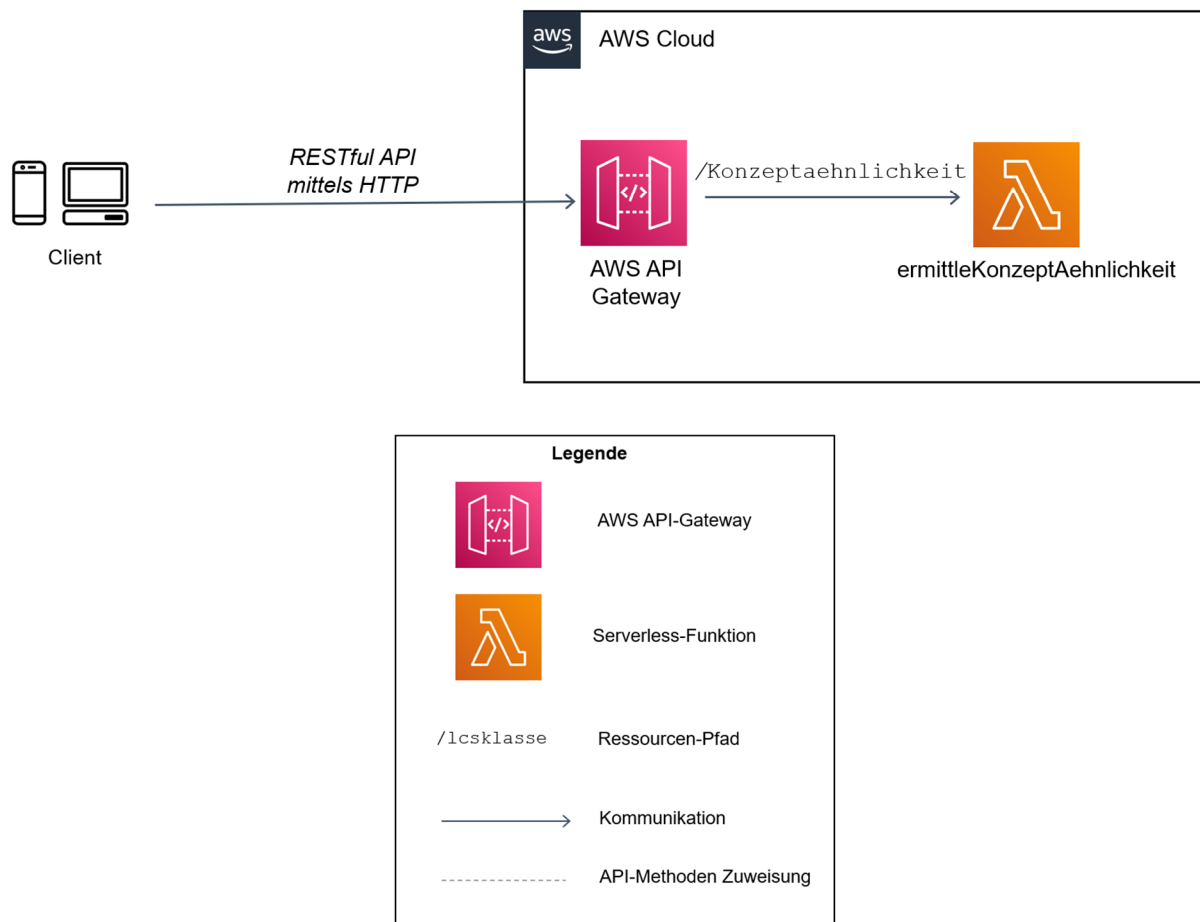 aws
AWS Cloud
RESTful API
mittels HTTP
/Konzeptaehnlichkeit
Client
AWS API
Gateway
ermittleKonzeptAehnlichkeit
Legende
AWS API-Gateway
Serverless-Funktion
/lcsklasse
Ressourcen-Pfad
Kommunikation
API-Methoden Zuweisung